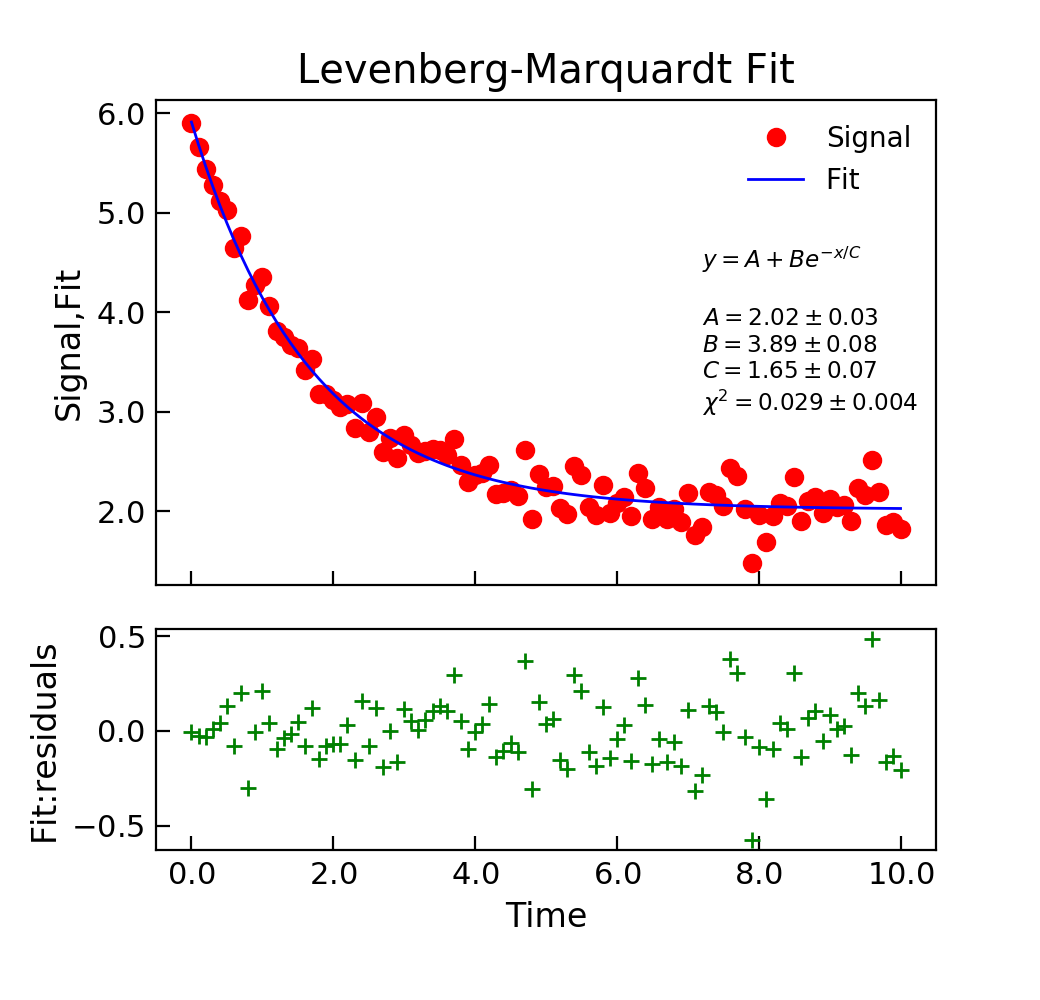 Levenberg-Marquardt Fit
Signal,Fit
6.0
5.0
4.0
3.0
2.0
Signal
Fit
y = A + Be^{-x/C}
A = 2.02 ± 0.03
B = 3.89 ± 0.08
C = 1.65 ± 0.07
χ² = 0.029 ± 0.004
Fit:residuals
0.5
0.0
−0.5
0.0 2.0 4.0 6.0 8.0 10.0
Time